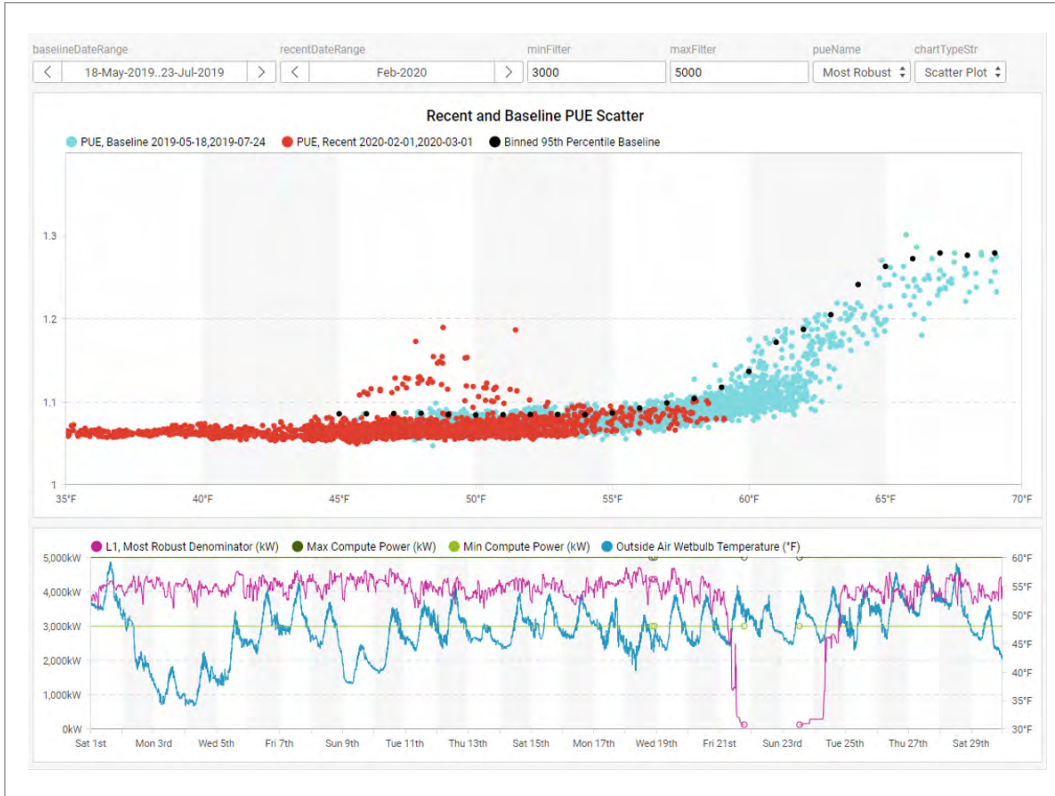 baselineDateRange recentDateRange minFilter maxFilter pueName chartTypeStr
< 18-May-2019..23-Jul-2019 > < Feb-2020 > 3000 5000 Most Robust Scatter Plot
Recent and Baseline PUE Scatter
PUE, Baseline 2019-05-18,2019-07-24 PUE, Recent 2020-02-01,2020-03-01 Binned 95th Percentile Baseline
1.3
1.2
1.1
1
35°F 40°F 45°F 50°F 55°F 60°F 65°F 70°F
L1, Most Robust Denominator (kW) Max Compute Power (kW) Min Compute Power (kW) Outside Air Wetbulb Temperature (°F)
5,000kW 60°F
4,000kW 55°F
3,000kW 50°F
45°F
2,000kW 40°F
1,000kW 35°F
0kW 30°F
Sat 1st Mon 3rd Wed 5th Fri 7th Sun 9th Tue 11th Thu 13th Sat 15th Mon 17th Wed 19th Fri 21st Sun 23rd Tue 25th Thu 27th Sat 29th